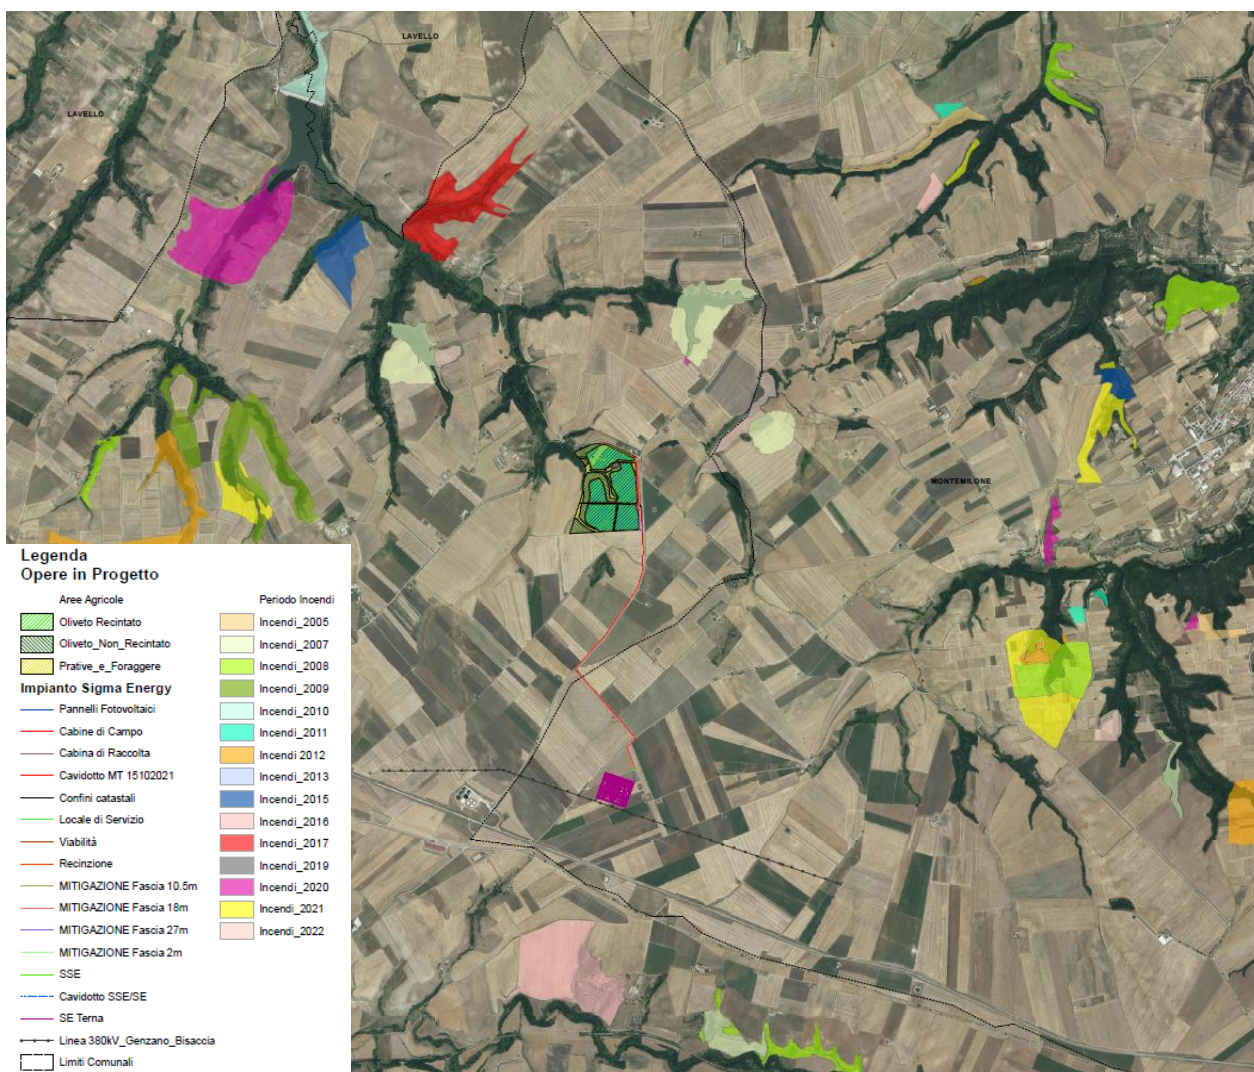 LAVELLO
LAVELLO
MONTEMILONE
Legenda
Opere in Progetto
Aree Agricole
Oliveto Recintato
Oliveto_Non_Recintato
Prative_e_Foraggere
Impianto Sigma Energy
Pannelli Fotovoltaici
Cabine di Campo
Cabina di Raccolta
Cavidotto MT 15102021
Confini catastali
Locale di Servizio
Viabilità
Recinzione
MITIGAZIONE Fascia 10.5m
MITIGAZIONE Fascia 18m
MITIGAZIONE Fascia 27m
MITIGAZIONE Fascia 2m
SSE
Cavidotto SSE/SE
SE Terna
Linea 380kV_Genzano_Bisaccia
Limiti Comunali
Periodo Incendi
Incendi_2005
Incendi_2007
Incendi_2008
Incendi_2009
Incendi_2010
Incendi_2011
Incendi 2012
Incendi_2013
Incendi_2015
Incendi_2016
Incendi_2017
Incendi_2019
Incendi_2020
Incendi_2021
Incendi_2022